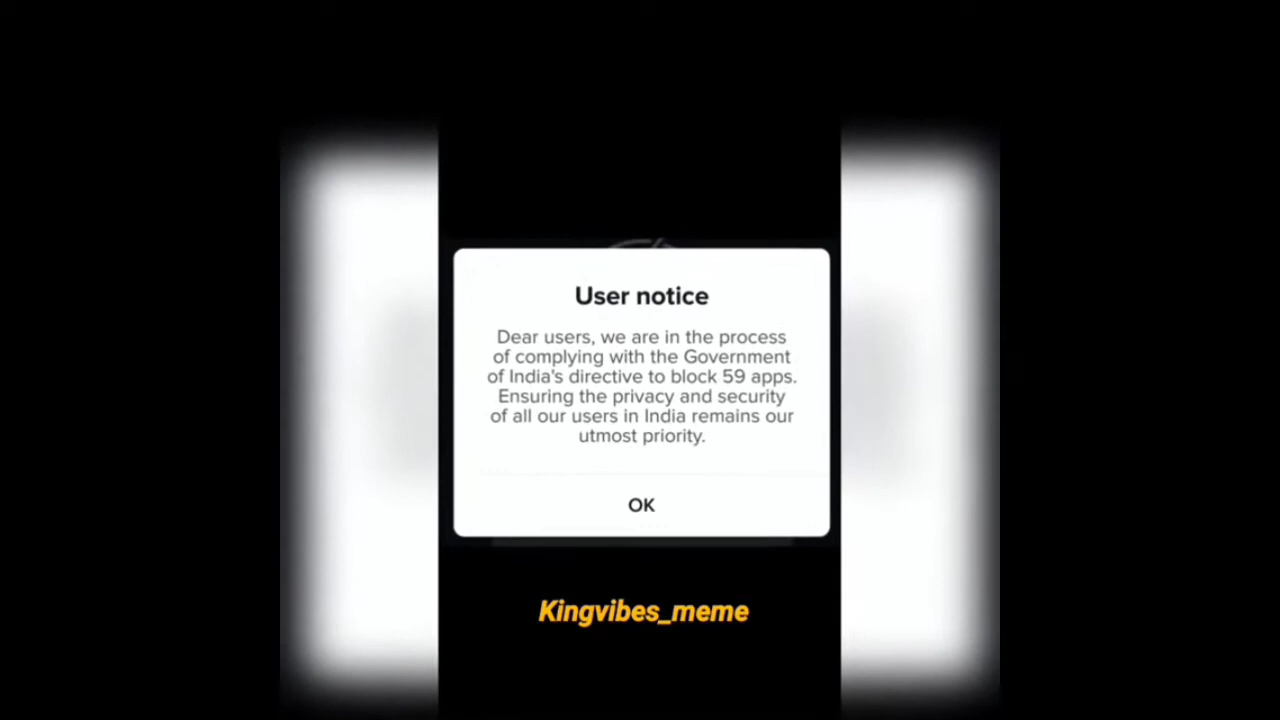 User notice
Dear users, we are in the process
of complying with the Government
of India's directive to block 59 apps.
Ensuring the privacy and security
of all our users in India remains our
utmost priority.
OK
Kingvibes_meme